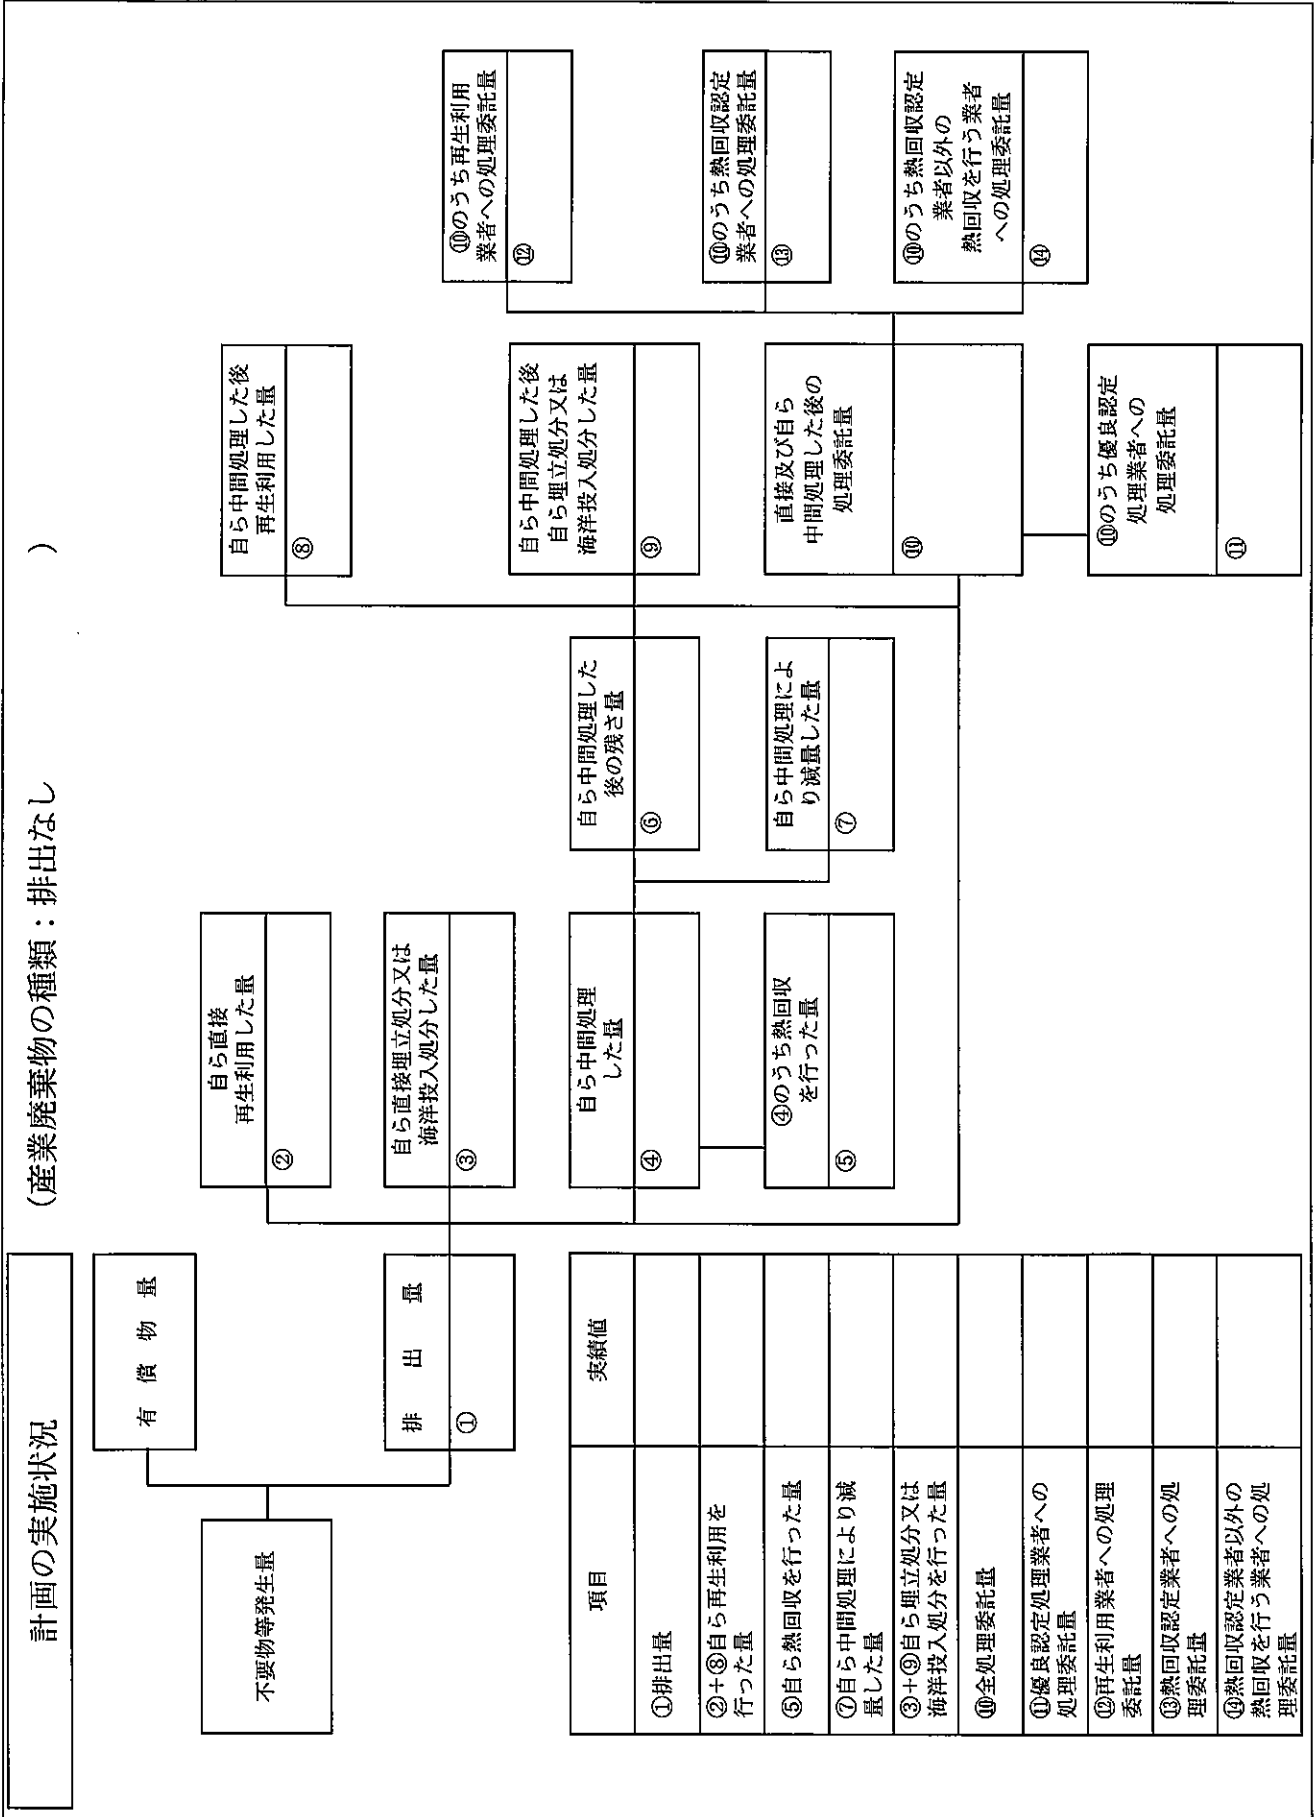 計画の実施状況
(産業廃棄物の種類：排出なし　　　　　)
不要物等発生量
有償物量
排出量
①
自ら直接
再生利用した量
②
自ら直接埋立処分又は
海洋投入処分した量
③
自ら中間処理
した量
④
④のうち熱回収
を行った量
⑤
自ら中間処理した
後の残さ量
⑥
自ら中間処理によ
り減量した量
⑦
自ら中間処理した後
再生利用した量
⑧
自ら中間処理した後
自ら埋立処分又は
海洋投入処分した量
⑨
直接及び自ら
中間処理した後の
処理委託量
⑩
⑩のうち優良認定
処理業者への
処理委託量
⑪
⑩のうち再生利用
業者への処理委託量
⑫
⑩のうち熱回収認定
業者への処理委託量
⑬
⑩のうち熱回収認定
業者以外の
熱回収を行う業者
への処理委託量
⑭
項目
実績値
①排出量
②+⑧自ら再生利用を
行った量
⑤自ら熱回収を行った量
⑦自ら中間処理により減
量した量
③+⑨自ら埋立処分又は
海洋投入処分を行った量
⑩全処理委託量
⑪優良認定処理業者への
処理委託量
⑫再生利用業者への処理
委託量
⑬熱回収認定業者への処
理委託量
⑭熱回収認定業者以外の
熱回収を行う業者への処
理委託量